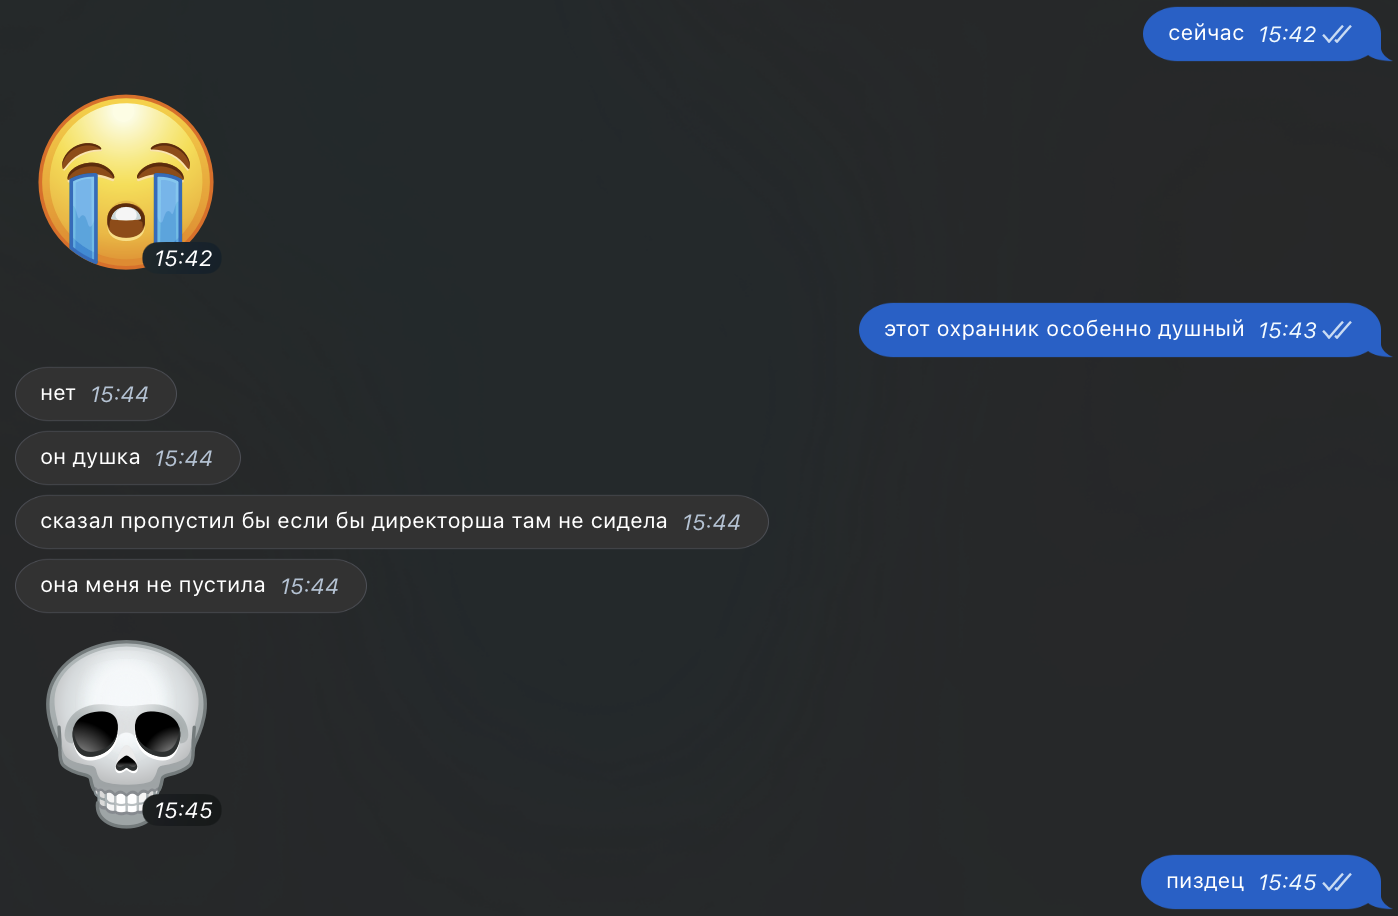 сейчас 15:42
15:42
этот охранник особенно душный 15:43
нет 15:44
он душка 15:44
сказал пропустил бы если бы директорша там не сидела 15:44
она меня не пустила 15:44
15:45
пиздец 15:45